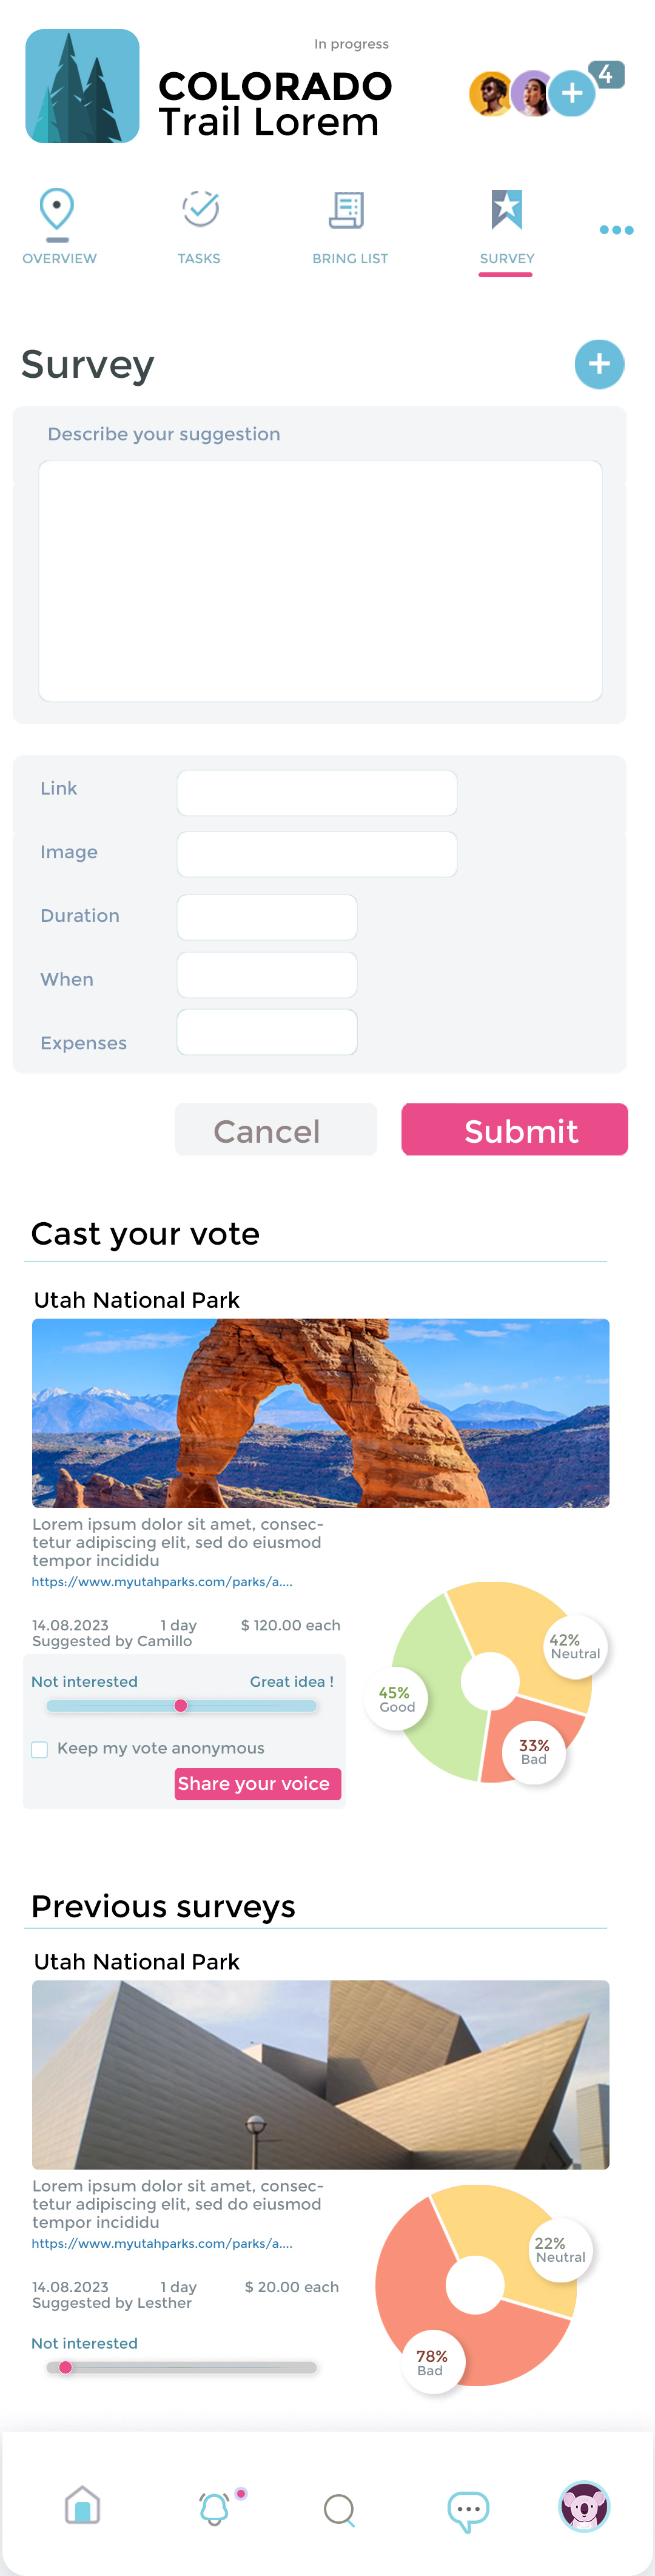 In progress
COLORADO
Trail Lorem
4
OVERVIEW
TASKS
BRING LIST
SURVEY
Survey
Describe your suggestion
Link
Image
Duration
When
Expenses
Cancel
Submit
Cast your vote
Utah National Park
Lorem ipsum dolor sit amet, consec-
tetur adipiscing elit, sed do eiusmod
tempor incididu
https://www.myutahparks.com/parks/a....
14.08.2023 1 day $ 120.00 each
Suggested by Camillo
Not interested Great idea !
Keep my vote anonymous
Share your voice
42%
Neutral
45%
Good
33%
Bad
Previous surveys
Utah National Park
Lorem ipsum dolor sit amet, consec-
tetur adipiscing elit, sed do eiusmod
tempor incididu
https://www.myutahparks.com/parks/a....
14.08.2023 1 day $ 20.00 each
Suggested by Lesther
Not interested
22%
Neutral
78%
Bad